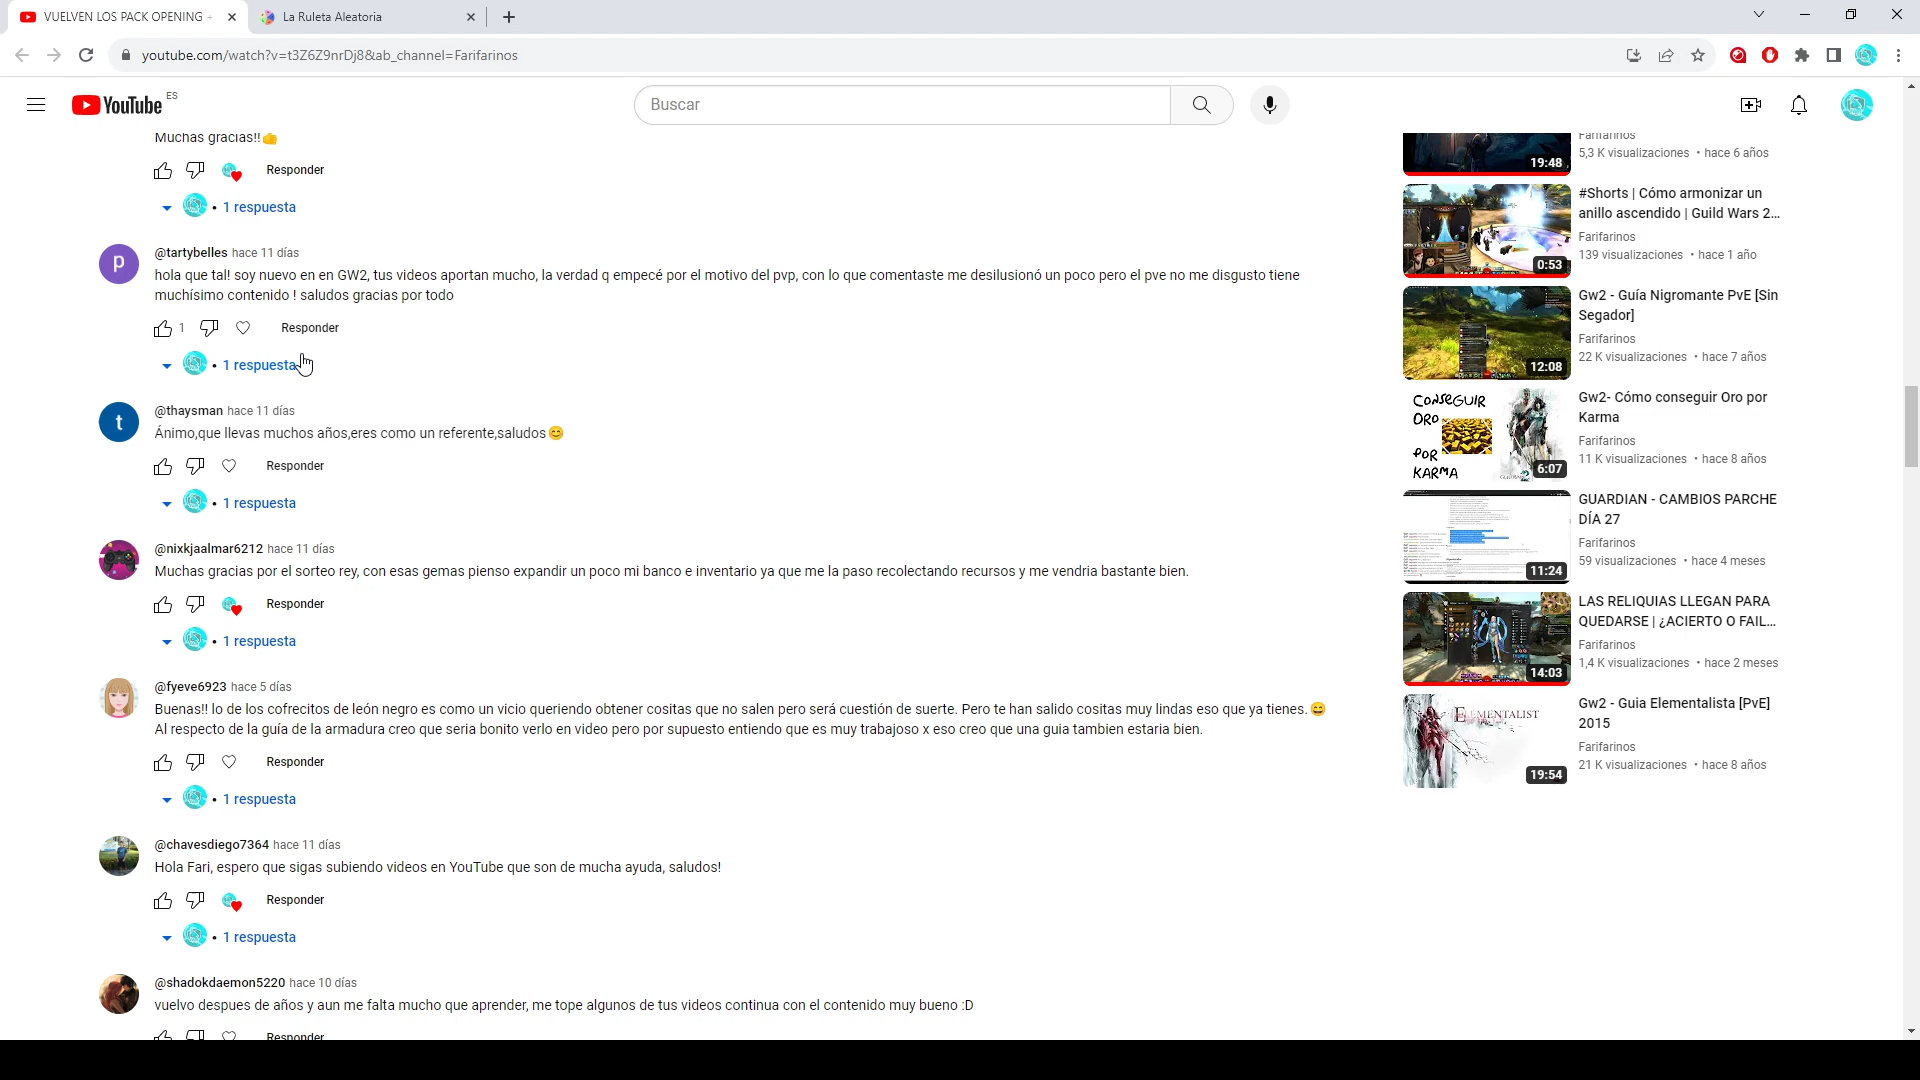 VUELVEN LOS PACK OPENING
La Ruleta Aleatoria
youtube.com/watch?v=t3Z6Z9nrDj8&ab_channel=Farifarinos
YouTube ES
Buscar
Muchas gracias!!👍
Responder
• 1 respuesta
p
@tartybelles hace 11 días
hola que tal! soy nuevo en en GW2, tus videos aportan mucho, la verdad q empecé por el motivo del pvp, con lo que comentaste me desilusionó un poco pero el pve no me disgusto tiene
muchísimo contenido ! saludos gracias por todo
1 Responder
• 1 respuesta
t
@thaysman hace 11 días
Ánimo,que llevas muchos años,eres como un referente,saludos😊
Responder
• 1 respuesta
@nixkjaalmar6212 hace 11 días
Muchas gracias por el sorteo rey, con esas gemas pienso expandir un poco mi banco e inventario ya que me la paso recolectando recursos y me vendria bastante bien.
Responder
• 1 respuesta
@fyeve6923 hace 5 días
Buenas!! lo de los cofrecitos de león negro es como un vicio queriendo obtener cositas que no salen pero será cuestión de suerte. Pero te han salido cositas muy lindas eso que ya tienes.😄
Al respecto de la guía de la armadura creo que seria bonito verlo en video pero por supuesto entiendo que es muy trabajoso x eso creo que una guia tambien estaria bien.
Responder
• 1 respuesta
@chavesdiego7364 hace 11 días
Hola Fari, espero que sigas subiendo videos en YouTube que son de mucha ayuda, saludos!
Responder
• 1 respuesta
@shadokdaemon5220 hace 10 días
vuelvo despues de años y aun me falta mucho que aprender, me tope algunos de tus videos continua con el contenido muy bueno :D
Responder
Farifarinos
19:48
5,3 K visualizaciones • hace 6 años
#Shorts | Cómo armonizar un
anillo ascendido | Guild Wars 2...
Farifarinos
139 visualizaciones • hace 1 año
0:53
Gw2 - Guía Nigromante PvE [Sin
Segador]
Farifarinos
22 K visualizaciones • hace 7 años
12:08
CONSEGUIR
ORO
POR
KARMA
6:07
Gw2- Cómo conseguir Oro por
Karma
Farifarinos
11 K visualizaciones • hace 8 años
GUARDIAN - CAMBIOS PARCHE
DÍA 27
Farifarinos
59 visualizaciones • hace 4 meses
11:24
LAS RELIQUIAS LLEGAN PARA
QUEDARSE | ¿ACIERTO O FAIL...
Farifarinos
1,4 K visualizaciones • hace 2 meses
14:03
ELEMENTALIST
19:54
Gw2 - Guia Elementalista [PvE]
2015
Farifarinos
21 K visualizaciones • hace 8 años